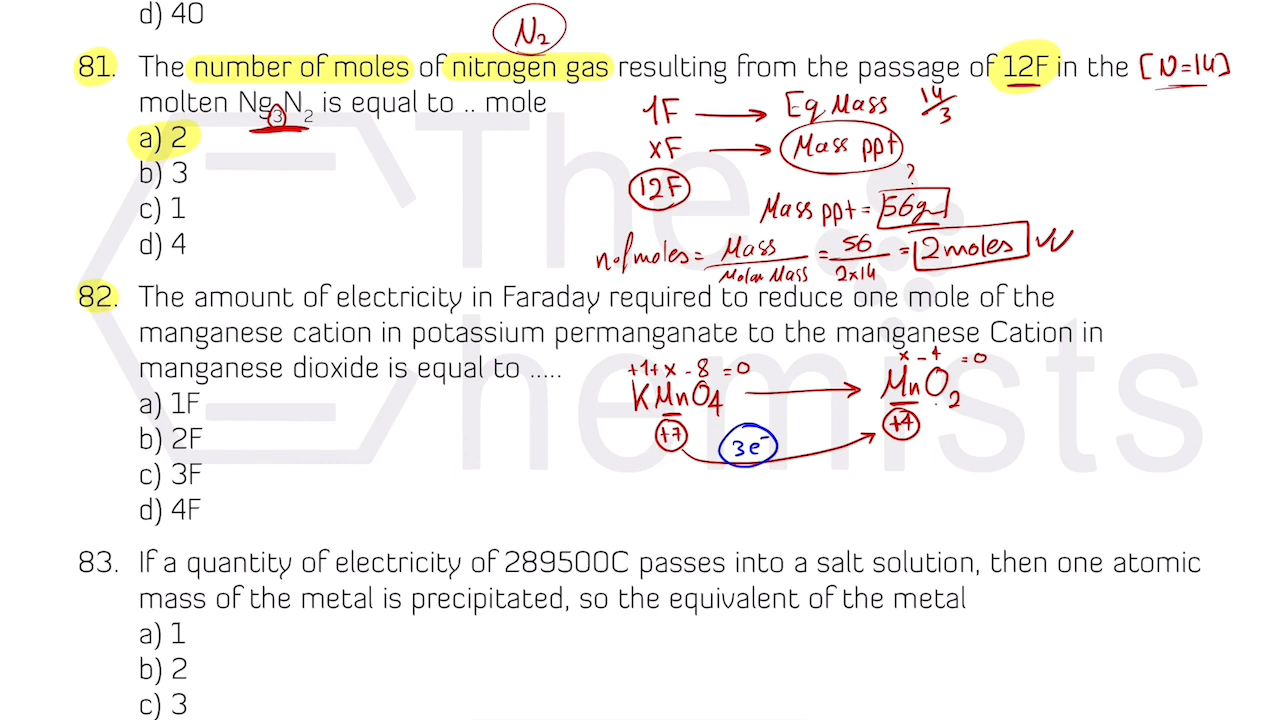 d) 40
N₂
81. The number of moles of nitrogen gas resulting from the passage of 12F in the [N=14]
molten Ng₃N₂ is equal to .. mole
1F → Eq Mass 14/3
a) 2
xF → Mass ppt
b) 3
12F
?
c) 1
Mass ppt = 56g
d) 4
n.of moles = Mass / Molar Mass = 56 / 2x14 = 2 moles
82. The amount of electricity in Faraday required to reduce one mole of the
manganese cation in potassium permanganate to the manganese Cation in
manganese dioxide is equal to .....
+1+x-8=0
x-4=0
a) 1F
KMnO₄ → MnO₂
+7
+4
b) 2F
3e⁻
c) 3F
d) 4F
83. If a quantity of electricity of 289500C passes into a salt solution, then one atomic
mass of the metal is precipitated, so the equivalent of the metal
a) 1
b) 2
c) 3
The
Chemists